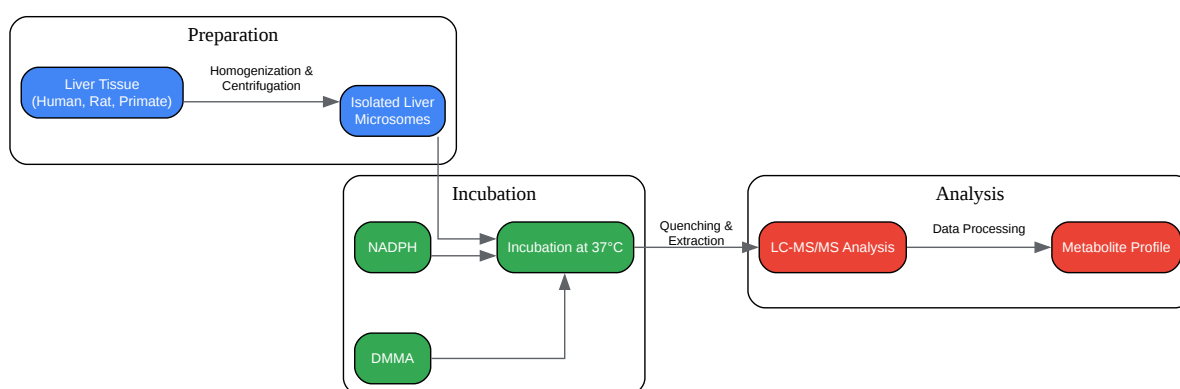 Preparation
Liver Tissue
(Human, Rat, Primate)
Homogenization &
Centrifugation
Isolated Liver
Microsomes
Incubation
NADPH
DMMA
Incubation at 37°C
Quenching &
Extraction
Analysis
LC-MS/MS Analysis
Data Processing
Metabolite Profile